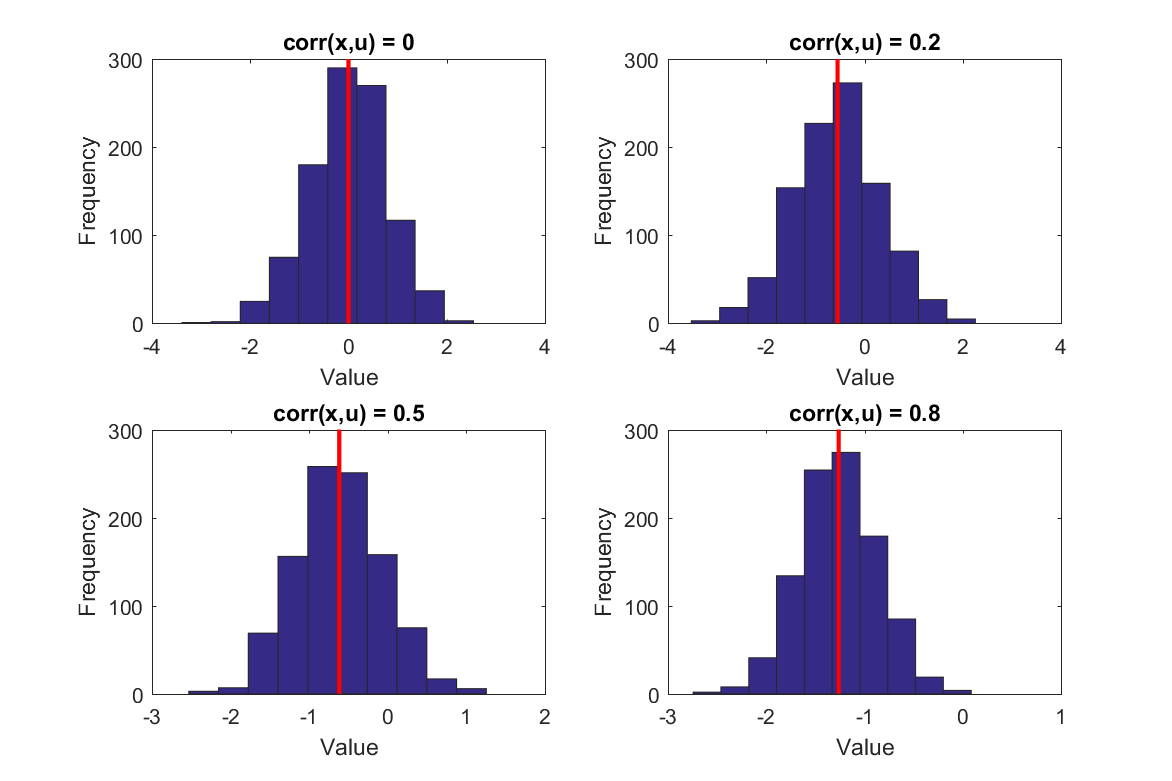 corr(x,u) = 0
300
200
100
0
Frequency
-4 -2 0 2 4
Value
corr(x,u) = 0.2
300
200
100
0
Frequency
-4 -2 0 2 4
Value
corr(x,u) = 0.5
300
200
100
0
Frequency
-3 -2 -1 0 1 2
Value
corr(x,u) = 0.8
300
200
100
0
Frequency
-3 -2 -1 0 1
Value